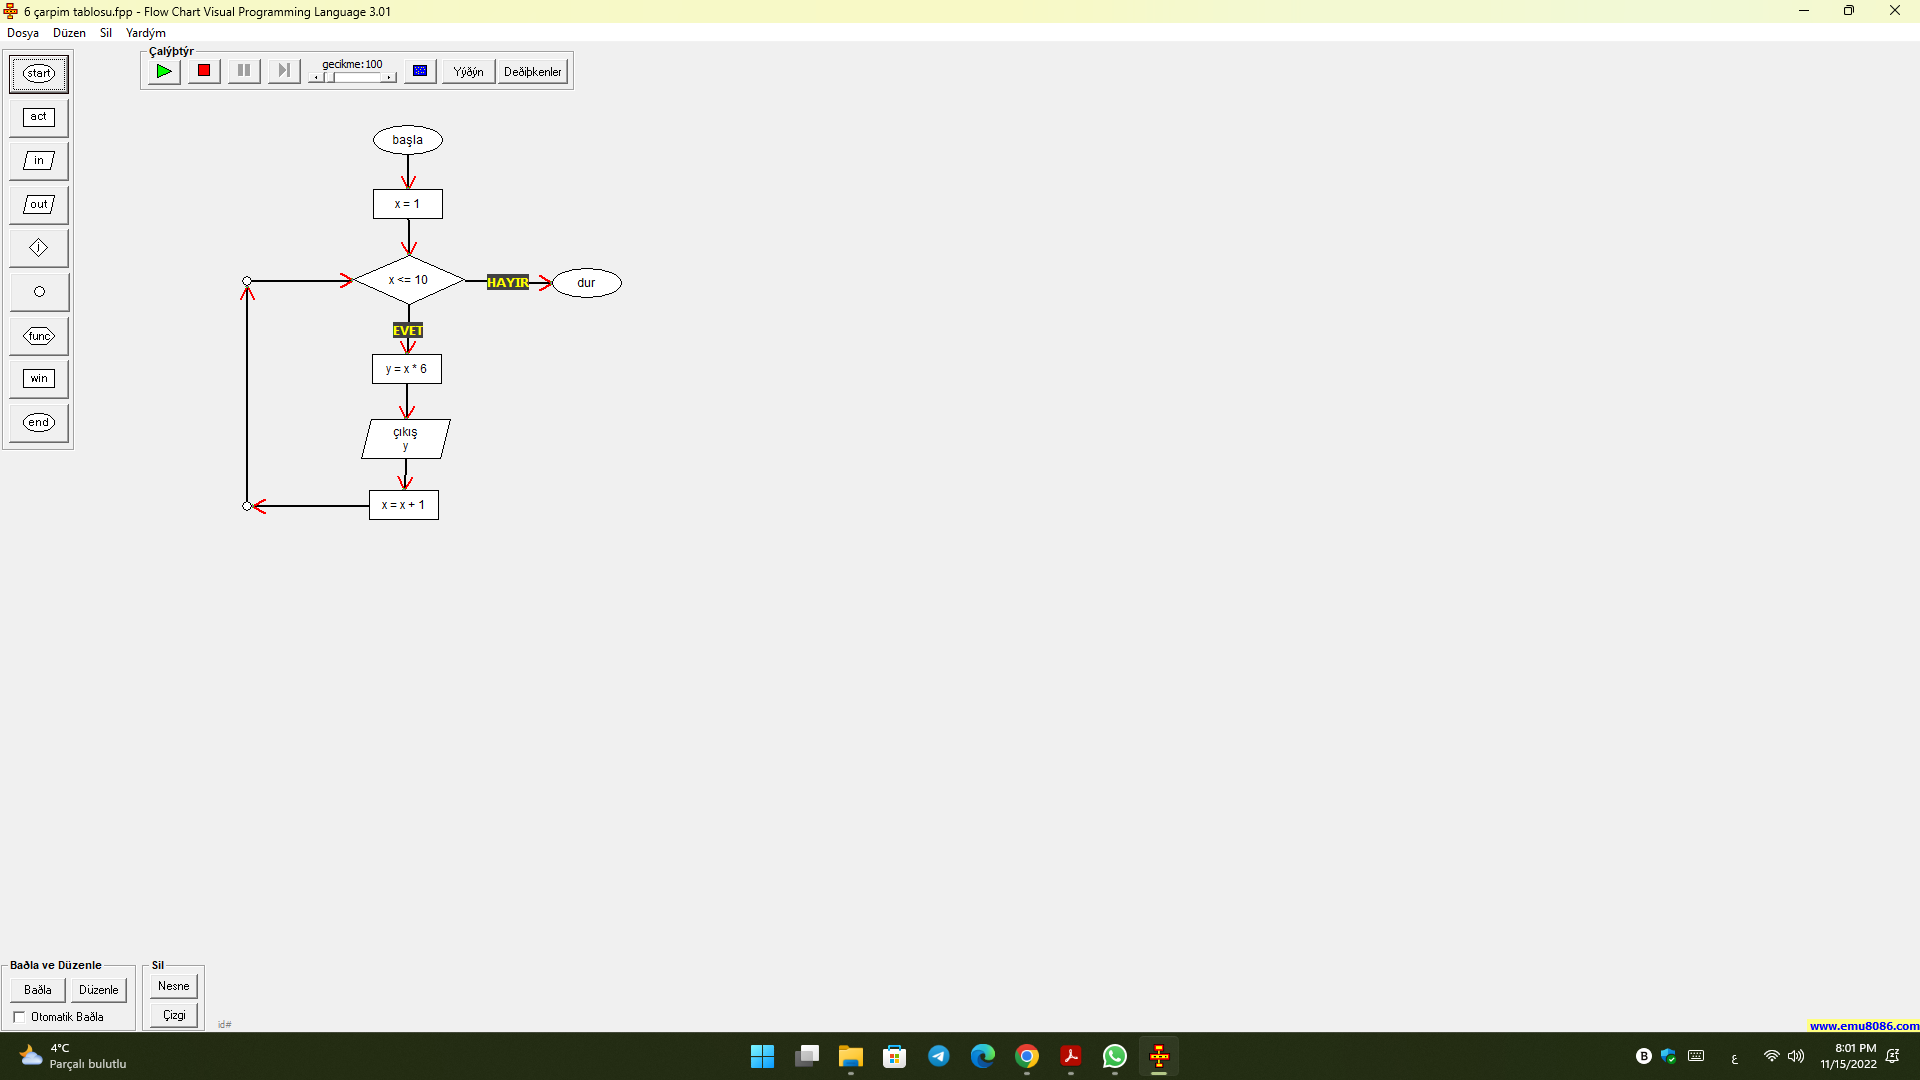 6 çarpim tablosu.fpp - Flow Chart Visual Programming Language 3.01
Dosya Düzen Sil Yardým
Çalýþtýr
gecikme:100
Yýðýn Deðiþkenler
start
act
in
out
j
func
win
end
başla
x = 1
x <= 10
HAYIR
dur
EVET
y = x * 6
çıkış
y
x = x + 1
Baðla ve Düzenle
Baðla Düzenle
Otomatik Baðla
Sil
Nesne
Çizgi
id#
www.emu8086.com
4°C
Parçalı bulutlu
B
ع
8:01 PM
11/15/2022